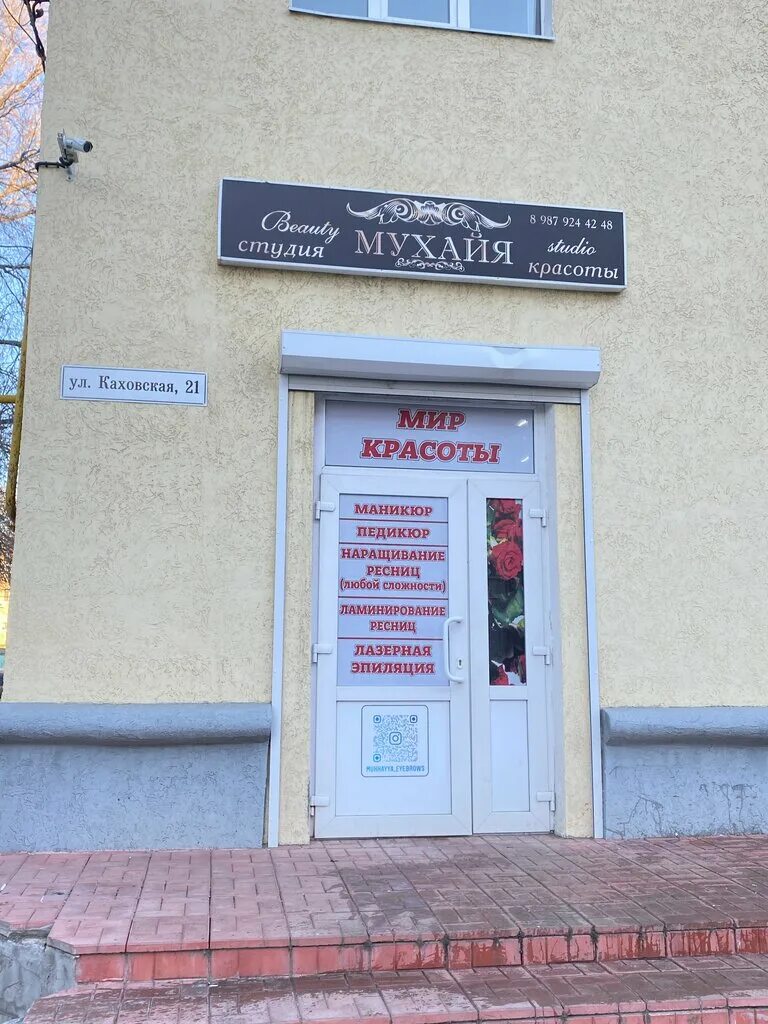 Beauty
студия
МУХАЙЯ
8 987 924 42 48
studio
красоты
ул. Каховская, 21
МИР
КРАСОТЫ
МАНИКЮР
ПЕДИКЮР
НАРАЩИВАНИЕ
РЕСНИЦ
(ЛЮБОЙ СЛОЖНОСТИ)
ЛАМИНИРОВАНИЕ
РЕСНИЦ
ЛАЗЕРНАЯ
ЭПИЛЯЦИЯ
MUHHAYYA_EYEBROWS